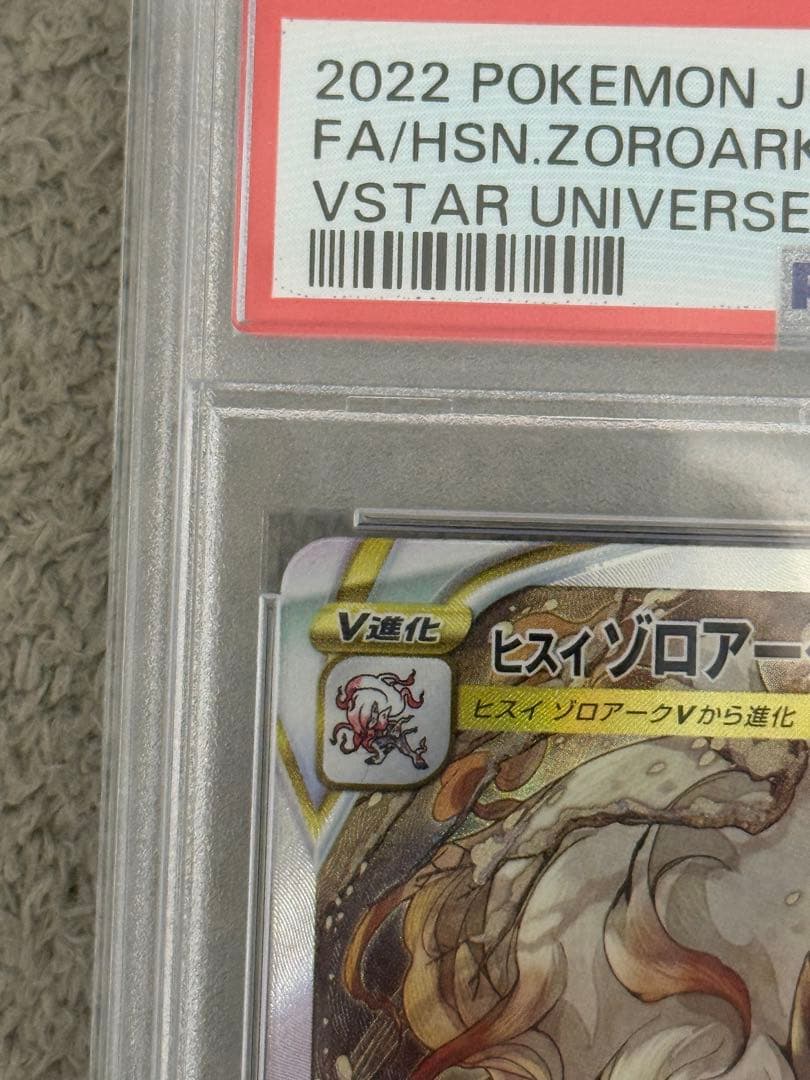 2022 POKEMON J
FA/HSN.ZOROARK
VSTAR UNIVERSE
V進化
ヒスイ ゾロアー
ヒスイ ゾロアークVから進化